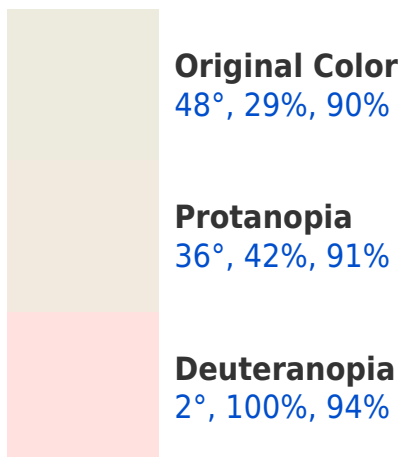 Original Color
48°, 29%, 90%
Protanopia
36°, 42%, 91%
Deuteranopia
2°, 100%, 94%